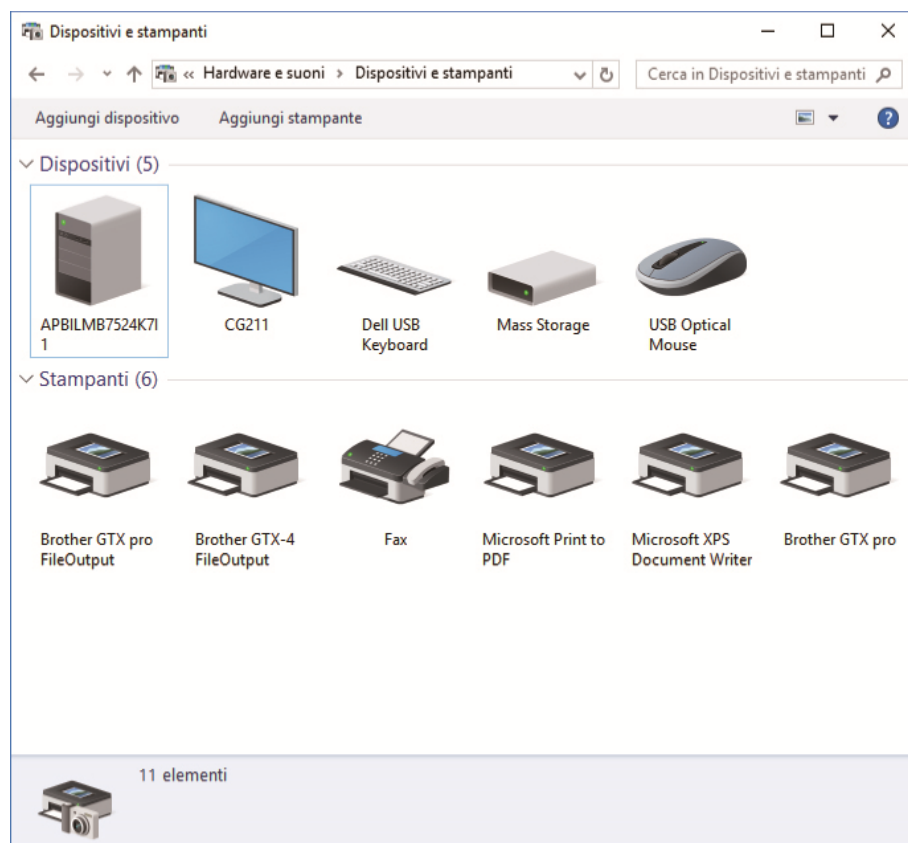 Dispositivi e stampanti
« Hardware e suoni › Dispositivi e stampanti
Cerca in Dispositivi e stampanti
Aggiungi dispositivo Aggiungi stampante
?
Dispositivi (5)
APBILMB7524K7I
1
CG211
Dell USB
Keyboard
Mass Storage
USB Optical
Mouse
Stampanti (6)
Brother GTX pro
FileOutput
Brother GTX-4
FileOutput
Fax
Microsoft Print to
PDF
Microsoft XPS
Document Writer
Brother GTX pro
11 elementi